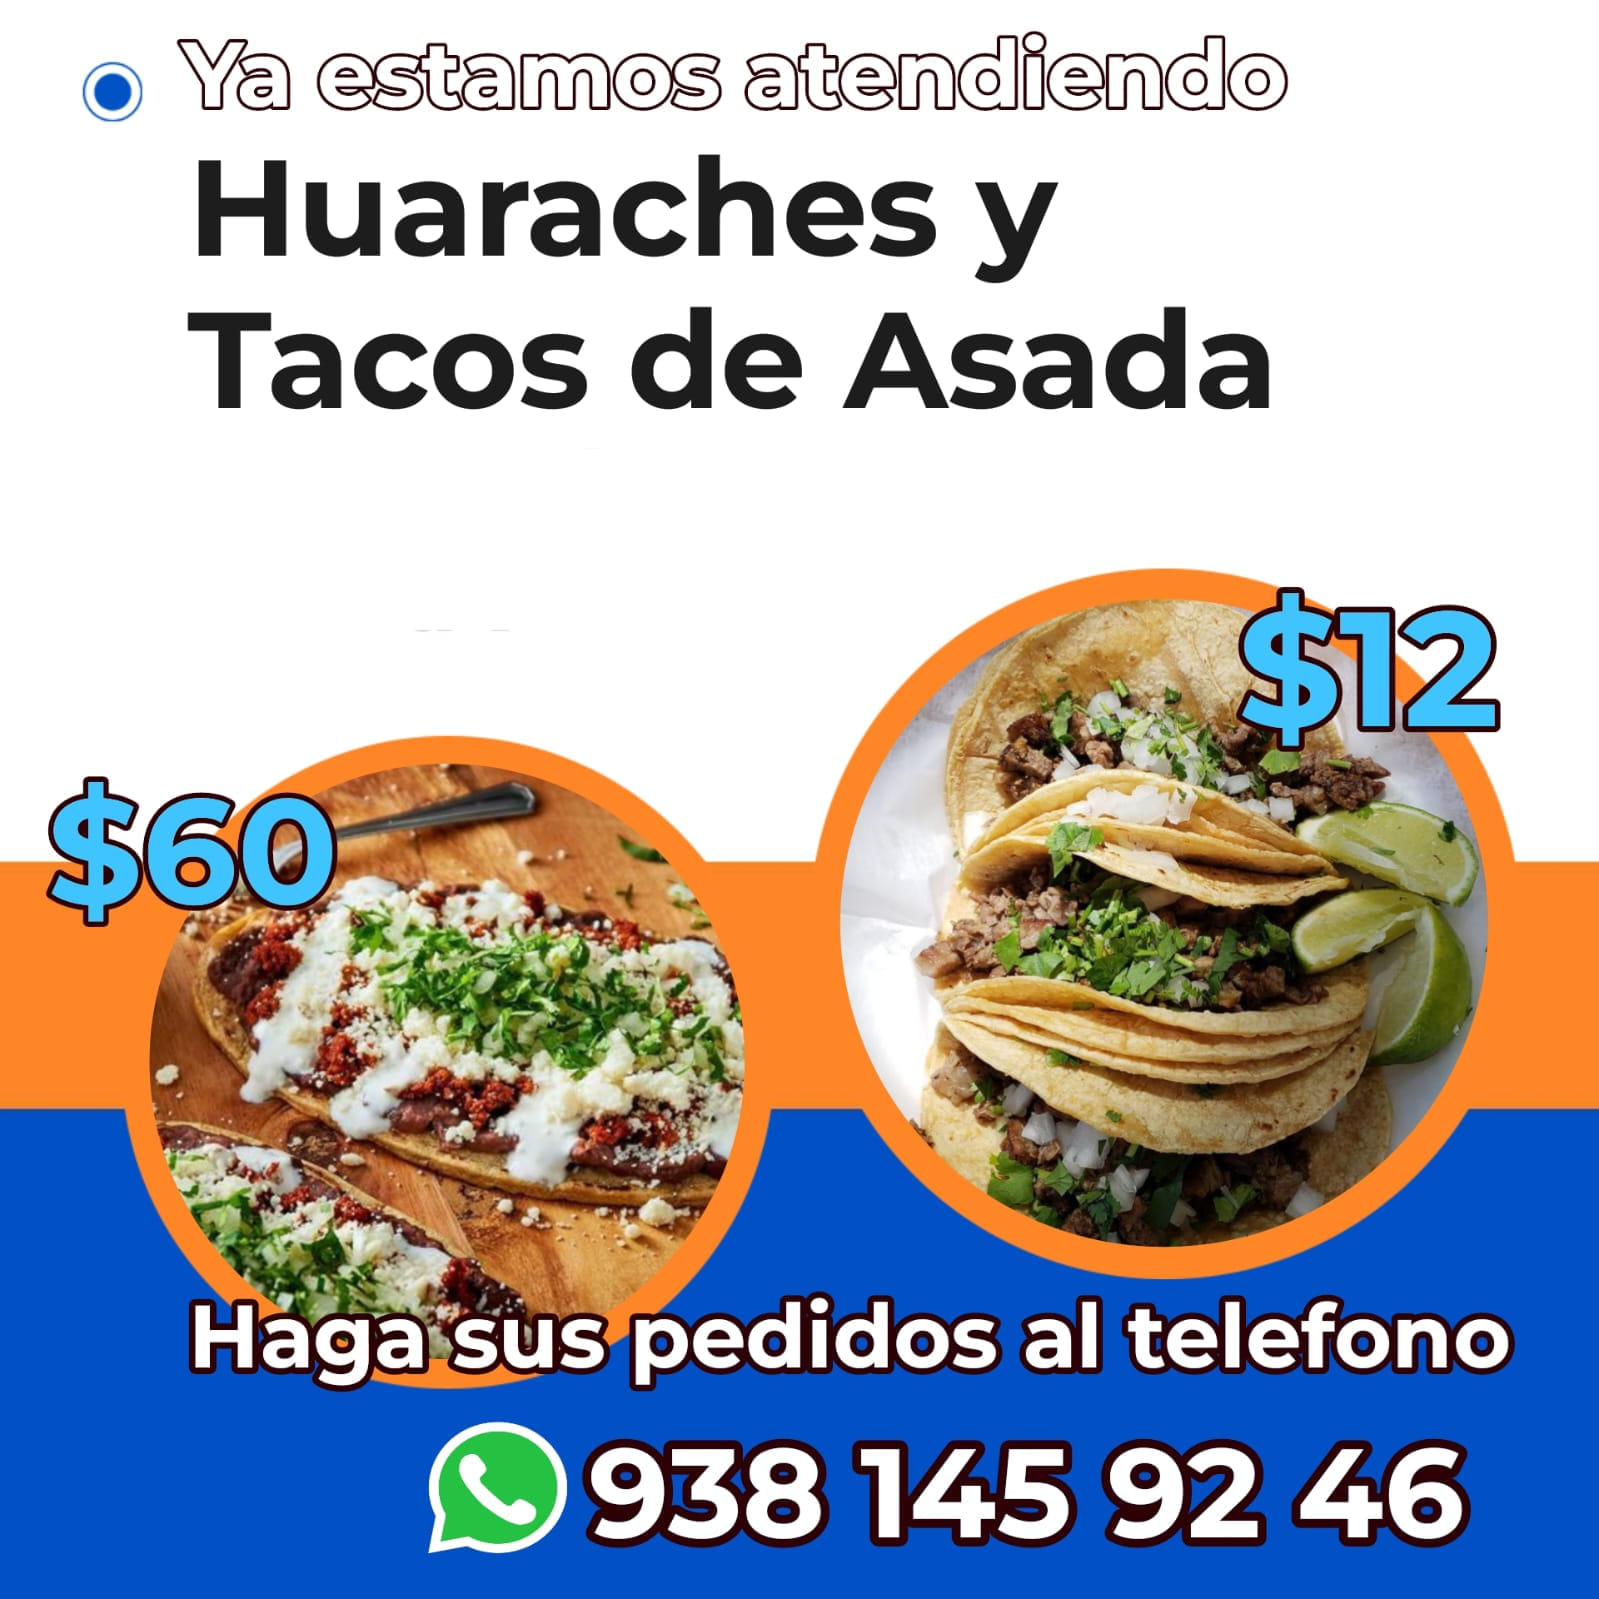 Ya estamos atendiendo
Huaraches y
Tacos de Asada
$12
$60
Haga sus pedidos al telefono
938 145 92 46